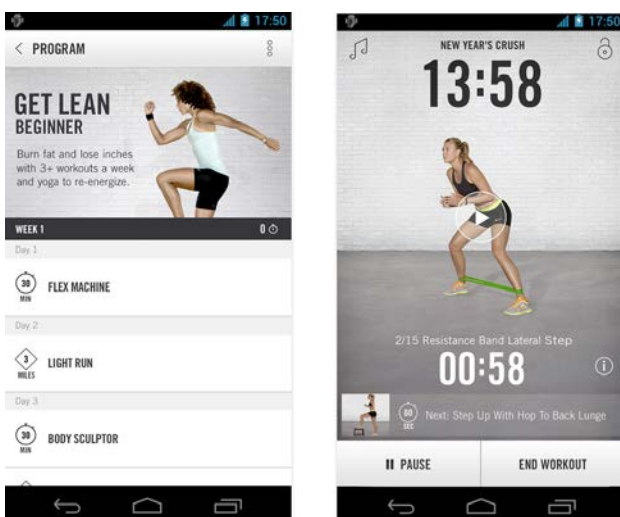 17:50
PROGRAM
GET LEAN
BEGINNER
Burn fat and lose inches
with 3+ workouts a week
and yoga to re-energize.
WEEK 1 0
Day 1
30 MIN FLEX MACHINE
Day 2
3 MILES LIGHT RUN
Day 3
30 MIN BODY SCULPTOR
17:50
NEW YEAR'S CRUSH
13:58
2/15 Resistance Band Lateral Step
00:58
60 SEC Next: Step Up With Hop To Back Lunge
PAUSE END WORKOUT